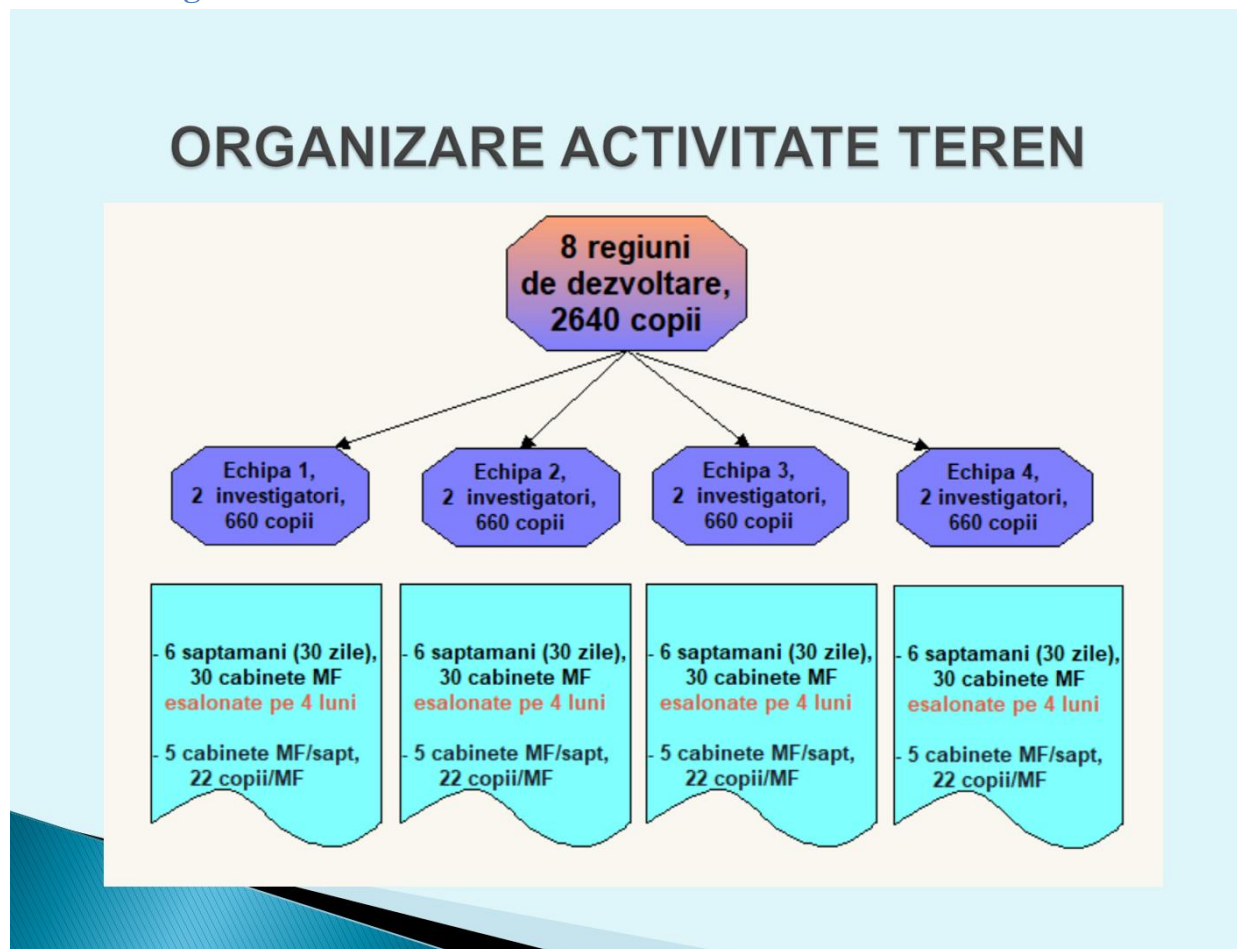 ORGANIZARE ACTIVITATE TEREN
8 regiuni
de dezvoltare,
2640 copii
Echipa 1,
2 investigatori,
660 copii
Echipa 2,
2 investigatori,
660 copii
Echipa 3,
2 investigatori,
660 copii
Echipa 4,
2 investigatori,
660 copii
- 6 saptamani (30 zile),
30 cabinete MF
esalonate pe 4 luni
- 5 cabinete MF/sapt,
22 copii/MF
- 6 saptamani (30 zile),
30 cabinete MF
esalonate pe 4 luni
- 5 cabinete MF/sapt,
22 copii/MF
- 6 saptamani (30 zile),
30 cabinete MF
esalonate pe 4 luni
- 5 cabinete MF/sapt,
22 copii/MF
- 6 saptamani (30 zile),
30 cabinete MF
esalonate pe 4 luni
- 5 cabinete MF/sapt,
22 copii/MF